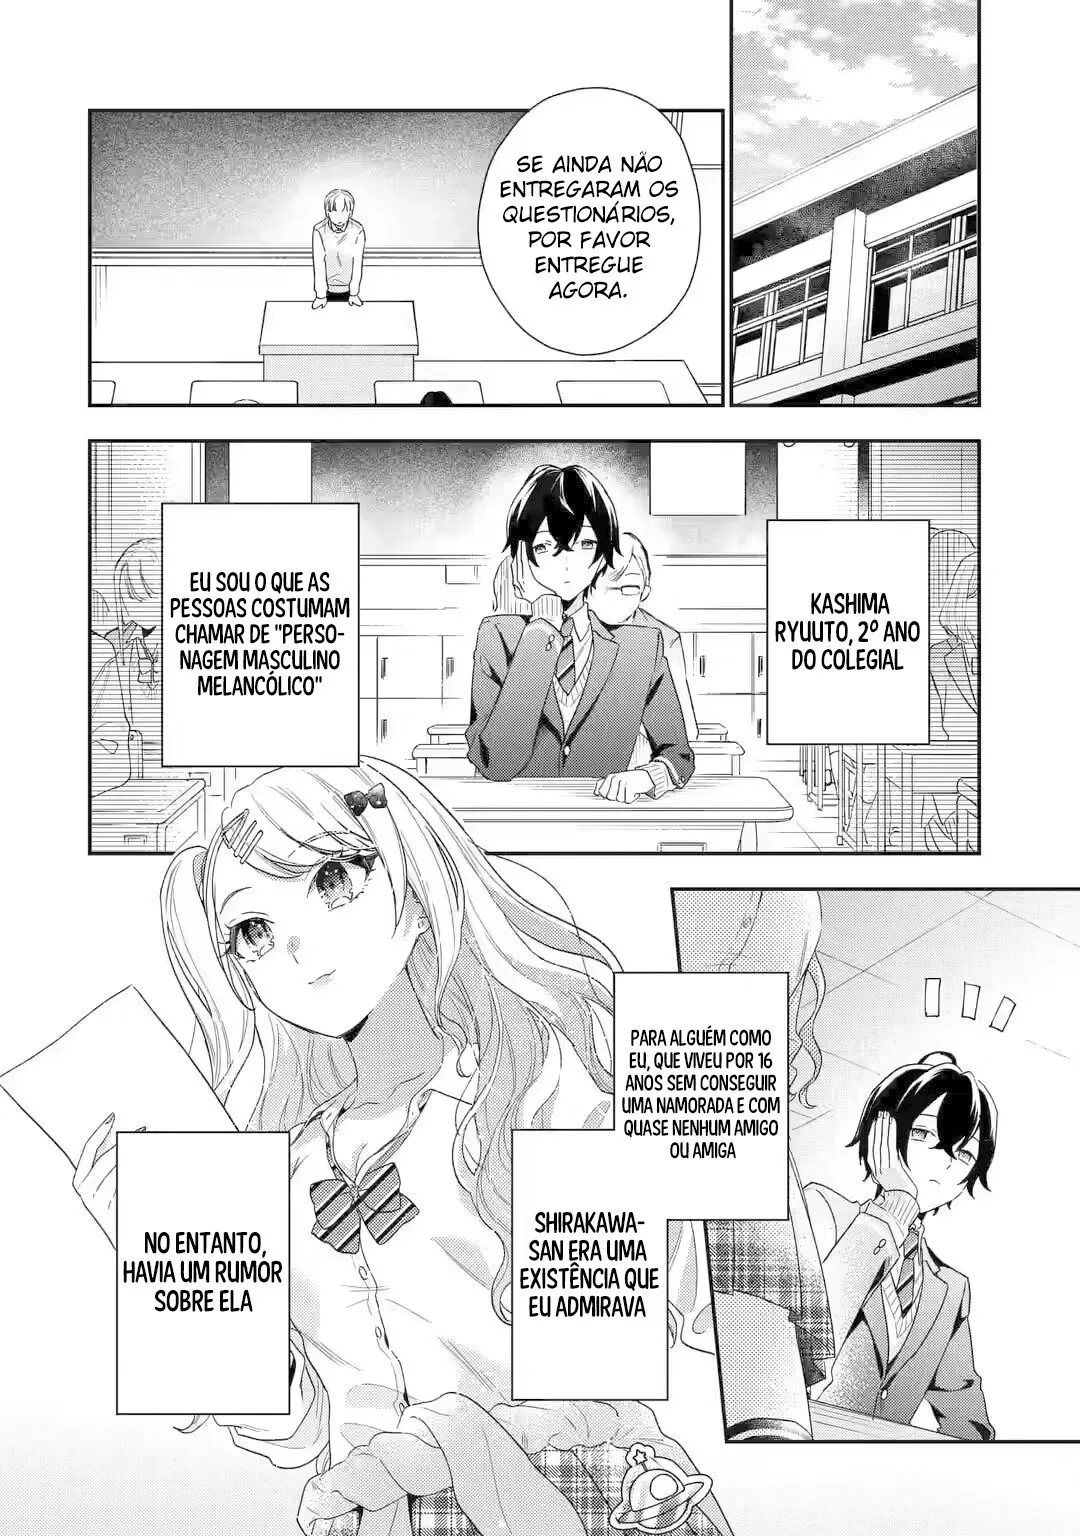 SE AINDA NÃO
ENTREGARAM OS
QUESTIONÁRIOS,
POR FAVOR
ENTREGUE
AGORA.
KASHIMA
RYUUTO, 2º ANO
DO COLEGIAL
EU SOU O QUE AS
PESSOAS COSTUMAM
CHAMAR DE "PERSO-
NAGEM MASCULINO
MELANCÓLICO"
PARA ALGUÉM COMO
EU, QUE VIVEU POR 16
ANOS SEM CONSEGUIR
UMA NAMORADA E COM
QUASE NENHUM AMIGO
OU AMIGA
SHIRAKAWA-
SAN ERA UMA
EXISTÊNCIA QUE
EU ADMIRAVA
NO ENTANTO,
HAVIA UM RUMOR
SOBRE ELA